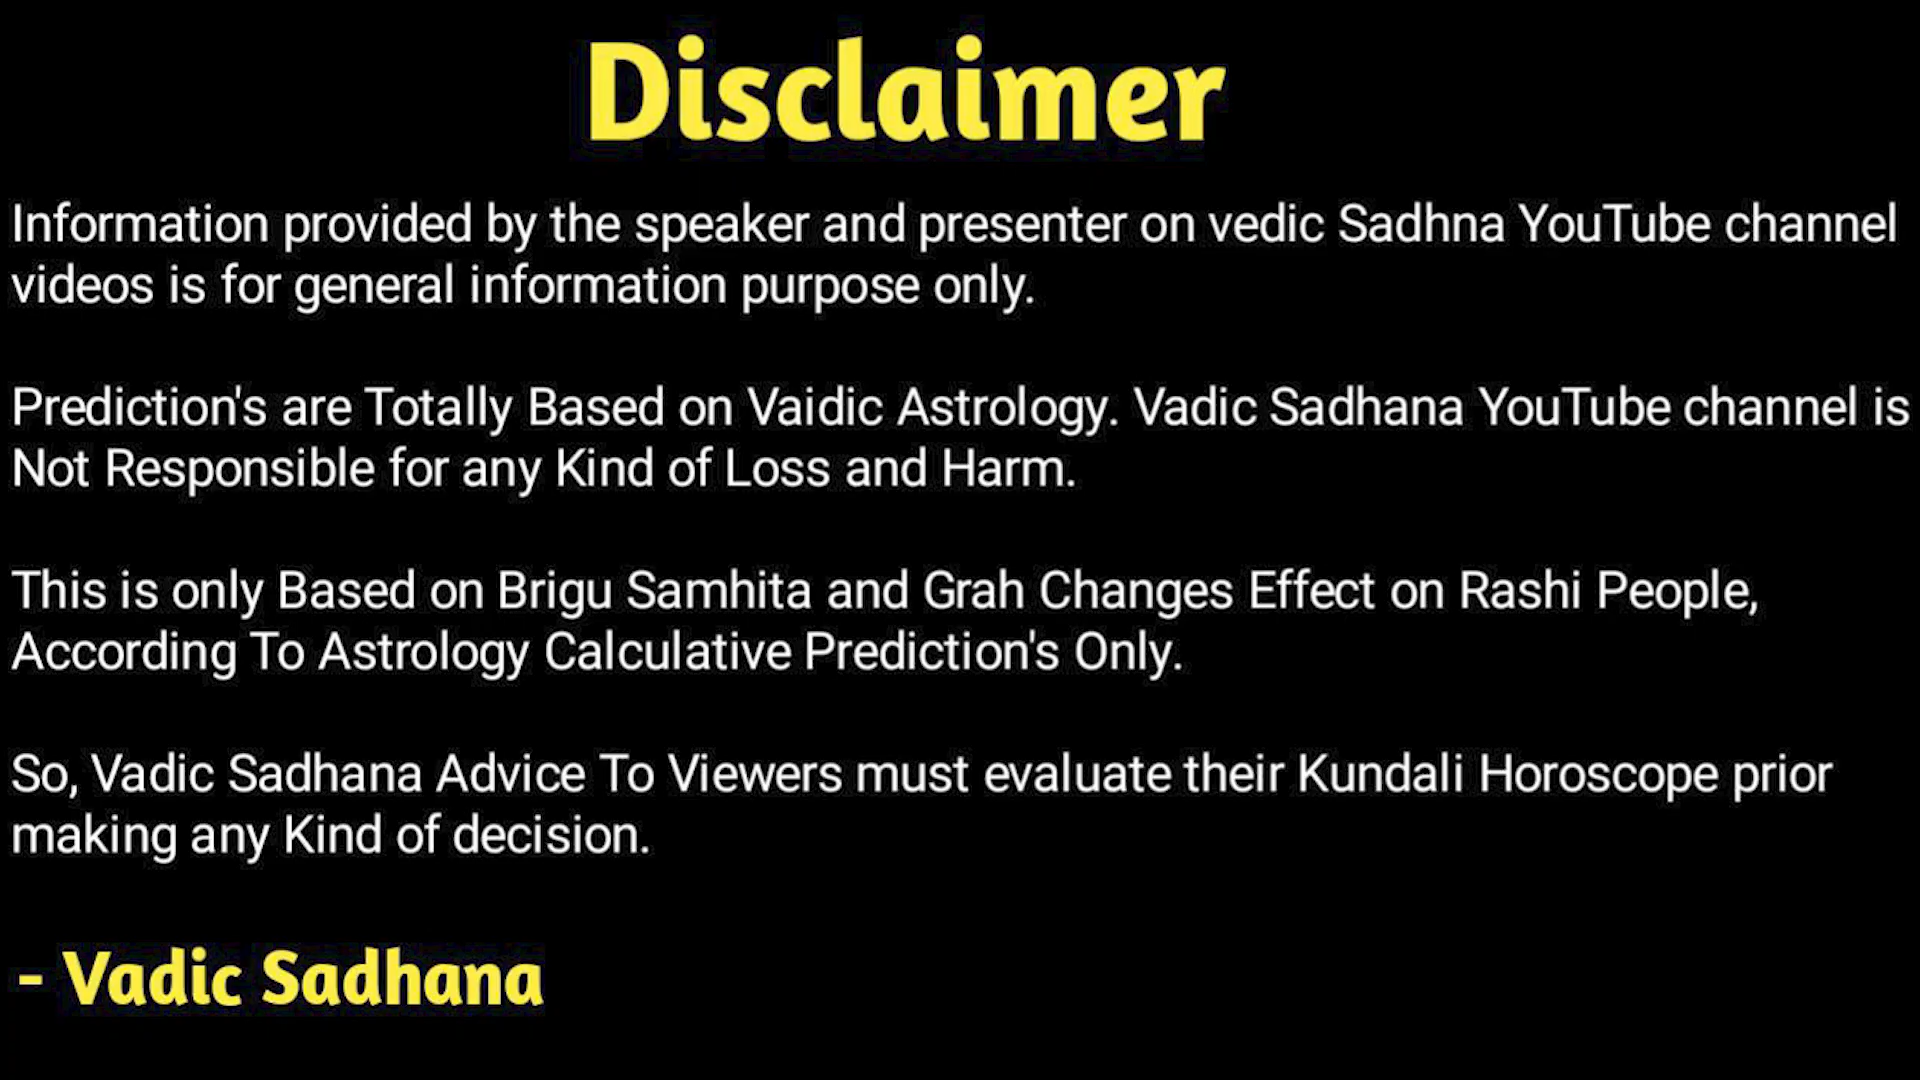 Disclaimer
Information provided by the speaker and presenter on vedic Sadhna YouTube channel
videos is for general information purpose only.
Prediction's are Totally Based on Vaidic Astrology. Vadic Sadhana YouTube channel is
Not Responsible for any Kind of Loss and Harm.
This is only Based on Brigu Samhita and Grah Changes Effect on Rashi People,
According To Astrology Calculative Prediction's Only.
So, Vadic Sadhana Advice To Viewers must evaluate their Kundali Horoscope prior
making any Kind of decision.
- Vadic Sadhana